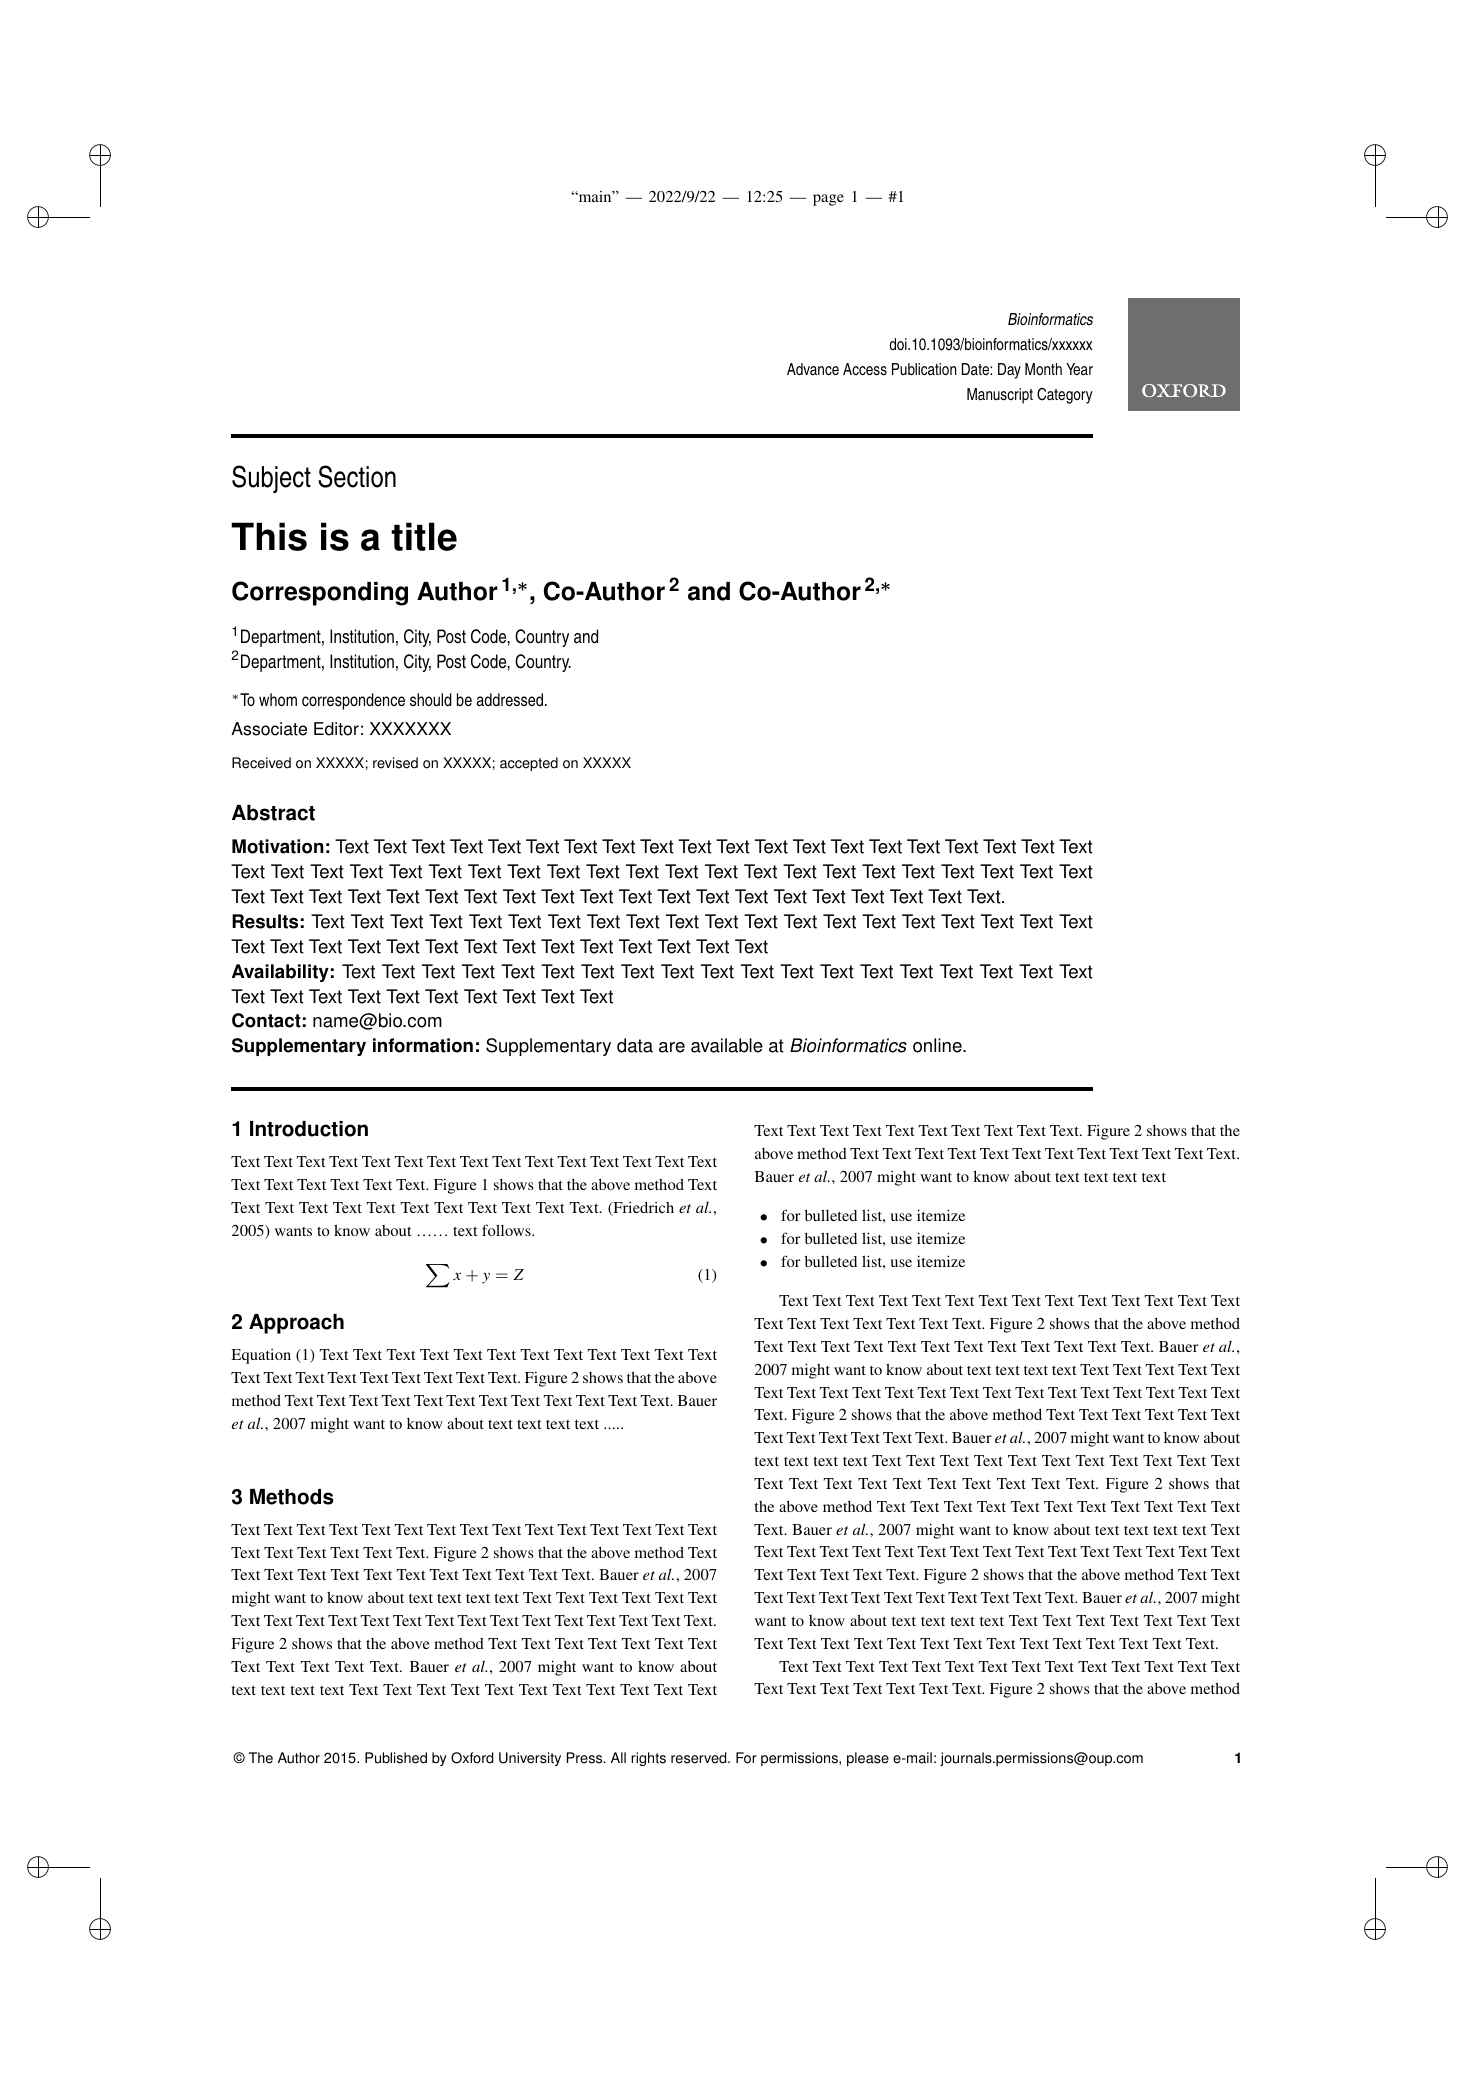 “main” — 2022/9/22 — 12:25 — page 1 — #1
Bioinformatics
doi.10.1093/bioinformatics/xxxxxx
Advance Access Publication Date: Day Month Year
Manuscript Category
OXFORD
Subject Section
This is a title
Corresponding Author 1,*, Co-Author 2 and Co-Author 2,*
1Department, Institution, City, Post Code, Country and
2Department, Institution, City, Post Code, Country.
*To whom correspondence should be addressed.
Associate Editor: XXXXXXX
Received on XXXXX; revised on XXXXX; accepted on XXXXX
Abstract
Motivation: Text Text Text Text Text Text Text Text Text Text Text Text Text Text Text Text Text Text Text Text
Text Text Text Text Text Text Text Text Text Text Text Text Text Text Text Text Text Text Text Text Text Text
Text Text Text Text Text Text Text Text Text Text Text Text Text Text Text Text Text Text Text Text.
Results: Text Text Text Text Text Text Text Text Text Text Text Text Text Text Text Text Text Text Text Text
Text Text Text Text Text Text Text Text Text Text Text Text Text Text
Availability: Text Text Text Text Text Text Text Text Text Text Text Text Text Text Text Text Text Text Text
Text Text Text Text Text Text Text Text Text Text
Contact: name@bio.com
Supplementary information: Supplementary data are available at Bioinformatics online.
1 Introduction
Text Text Text Text Text Text Text Text Text Text Text Text Text Text Text
Text Text Text Text Text Text. Figure 1 shows that the above method Text
Text Text Text Text Text Text Text Text Text Text Text. (Friedrich et al.,
2005) wants to know about …… text follows.
∑ x + y = Z (1)
2 Approach
Equation (1) Text Text Text Text Text Text Text Text Text Text Text Text
Text Text Text Text Text Text Text Text Text. Figure 2 shows that the above
method Text Text Text Text Text Text Text Text Text Text Text Text. Bauer
et al., 2007 might want to know about text text text text .....
3 Methods
Text Text Text Text Text Text Text Text Text Text Text Text Text Text Text
Text Text Text Text Text Text. Figure 2 shows that the above method Text
Text Text Text Text Text Text Text Text Text Text Text. Bauer et al., 2007
might want to know about text text text text Text Text Text Text Text Text
Text Text Text Text Text Text Text Text Text Text Text Text Text Text Text.
Figure 2 shows that the above method Text Text Text Text Text Text Text
Text Text Text Text Text. Bauer et al., 2007 might want to know about
text text text text Text Text Text Text Text Text Text Text Text Text Text
Text Text Text Text Text Text Text Text Text Text. Figure 2 shows that the
above method Text Text Text Text Text Text Text Text Text Text Text Text.
Bauer et al., 2007 might want to know about text text text text
• for bulleted list, use itemize
• for bulleted list, use itemize
• for bulleted list, use itemize
Text Text Text Text Text Text Text Text Text Text Text Text Text Text
Text Text Text Text Text Text Text. Figure 2 shows that the above method
Text Text Text Text Text Text Text Text Text Text Text Text. Bauer et al.,
2007 might want to know about text text text text Text Text Text Text Text
Text Text Text Text Text Text Text Text Text Text Text Text Text Text Text
Text. Figure 2 shows that the above method Text Text Text Text Text Text
Text Text Text Text Text Text. Bauer et al., 2007 might want to know about
text text text text Text Text Text Text Text Text Text Text Text Text Text
Text Text Text Text Text Text Text Text Text Text. Figure 2 shows that
the above method Text Text Text Text Text Text Text Text Text Text Text
Text. Bauer et al., 2007 might want to know about text text text text Text
Text Text Text Text Text Text Text Text Text Text Text Text Text Text Text
Text Text Text Text Text. Figure 2 shows that the above method Text Text
Text Text Text Text Text Text Text Text Text Text. Bauer et al., 2007 might
want to know about text text text text Text Text Text Text Text Text Text
Text Text Text Text Text Text Text Text Text Text Text Text Text Text.
Text Text Text Text Text Text Text Text Text Text Text Text Text Text
Text Text Text Text Text Text Text. Figure 2 shows that the above method
© The Author 2015. Published by Oxford University Press. All rights reserved. For permissions, please e-mail: journals.permissions@oup.com 1